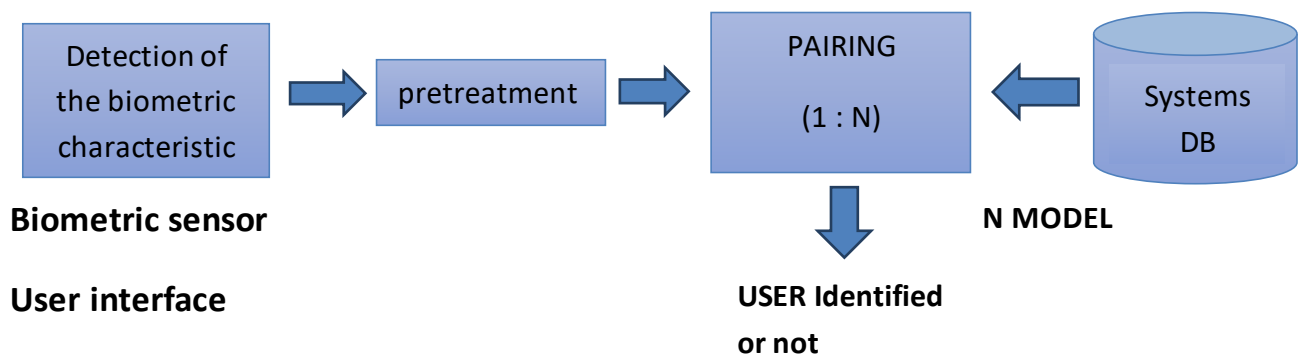 Detection of
the biometric
characteristic
pretreatment
PAIRING
(1 : N)
Systems
DB
Biometric sensor
User interface
N MODEL
USER Identified
or not